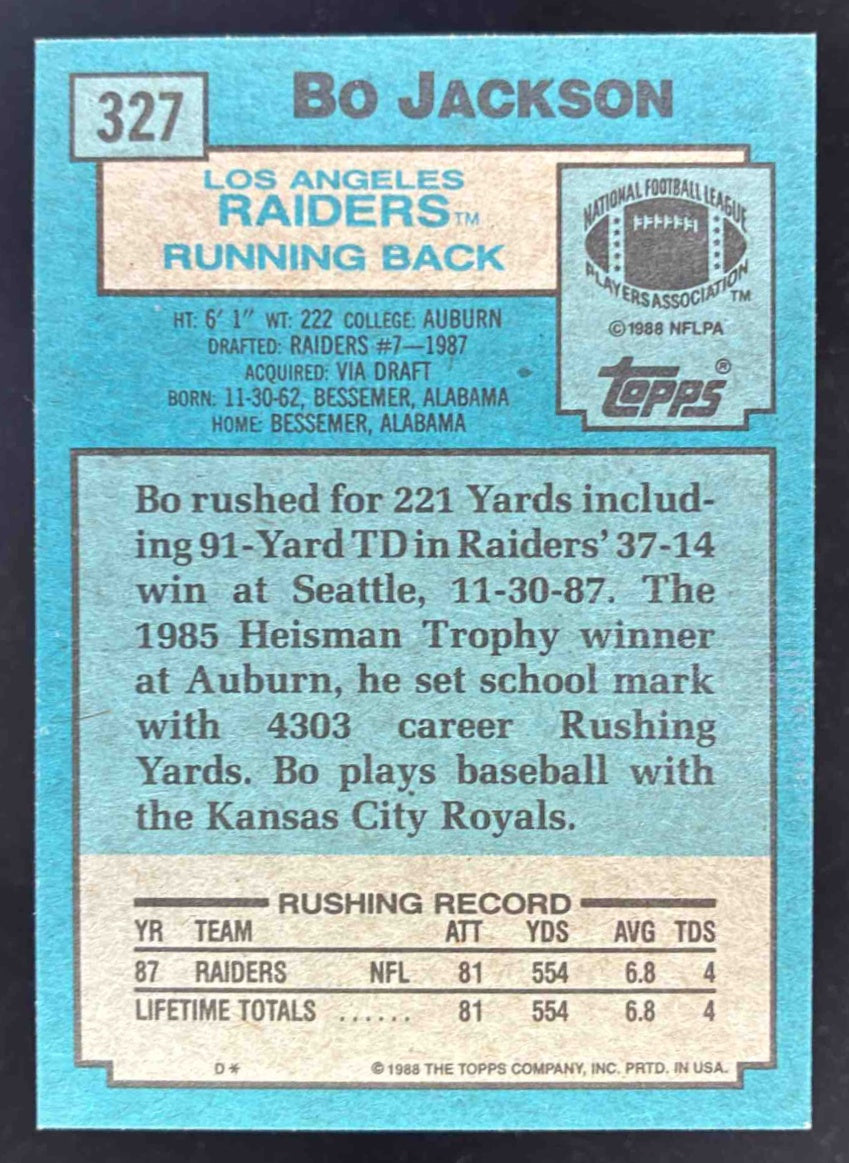 327
BO JACKSON
LOS ANGELES
RAIDERS™
RUNNING BACK
NATIONAL FOOTBALL LEAGUE
PLAYERS ASSOCIATION™
©1988 NFLPA
TOPPS®
HT: 6' 1" WT: 222 COLLEGE: AUBURN
DRAFTED: RAIDERS #7—1987
ACQUIRED: VIA DRAFT
BORN: 11-30-62, BESSEMER, ALABAMA
HOME: BESSEMER, ALABAMA
Bo rushed for 221 Yards includ-
ing 91-Yard TD in Raiders' 37-14
win at Seattle, 11-30-87. The
1985 Heisman Trophy winner
at Auburn, he set school mark
with 4303 career Rushing
Yards. Bo plays baseball with
the Kansas City Royals.
RUSHING RECORD
YR TEAM ATT YDS AVG TDS
87 RAIDERS NFL 81 554 6.8 4
LIFETIME TOTALS ...... 81 554 6.8 4
D* ©1988 THE TOPPS COMPANY, INC. PRTD. IN USA.